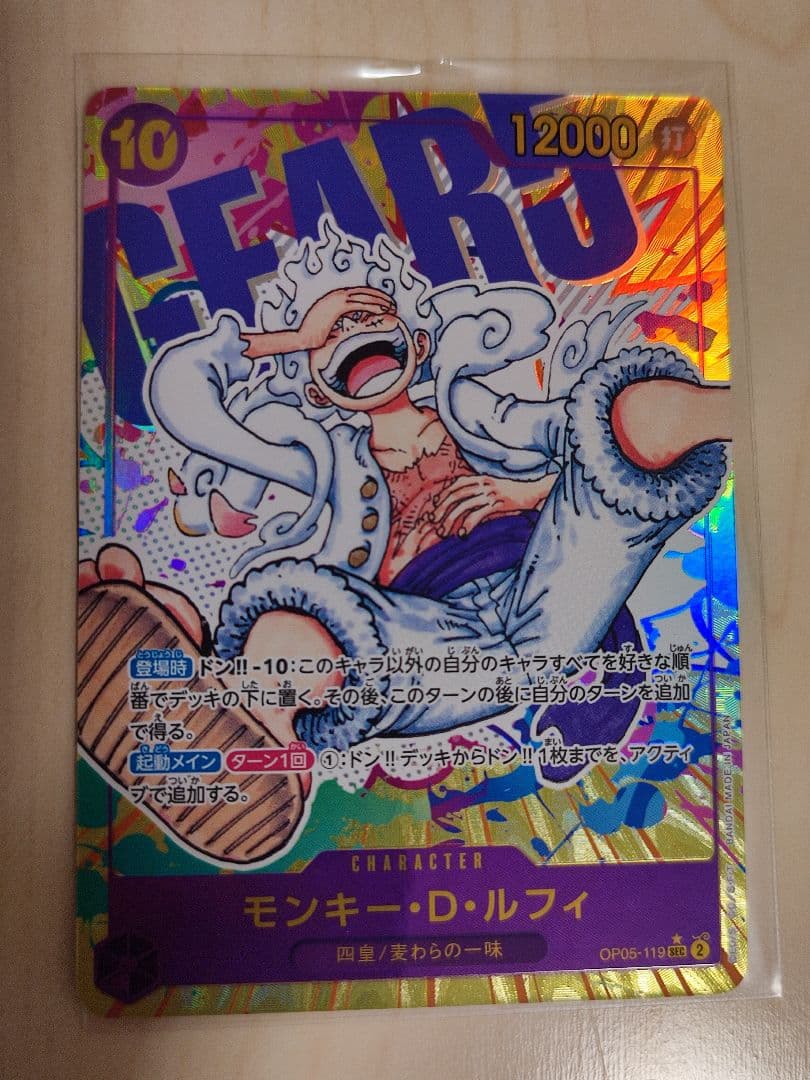 10
12000 打
GEAR5
登場時 ドン!!-10:このキャラ以外の自分のキャラすべてを好きな順
番でデッキの下に置く。その後、このターンの後に自分のターンを追加
で得る。
起動メイン ターン1回 ①:ドン!!デッキからドン!!1枚までを、アクティ
ブで追加する。
CHARACTER
モンキー・D・ルフィ
四皇/麦わらの一味
OP05-119 SEC 2
BANDAI MADE IN JAPAN